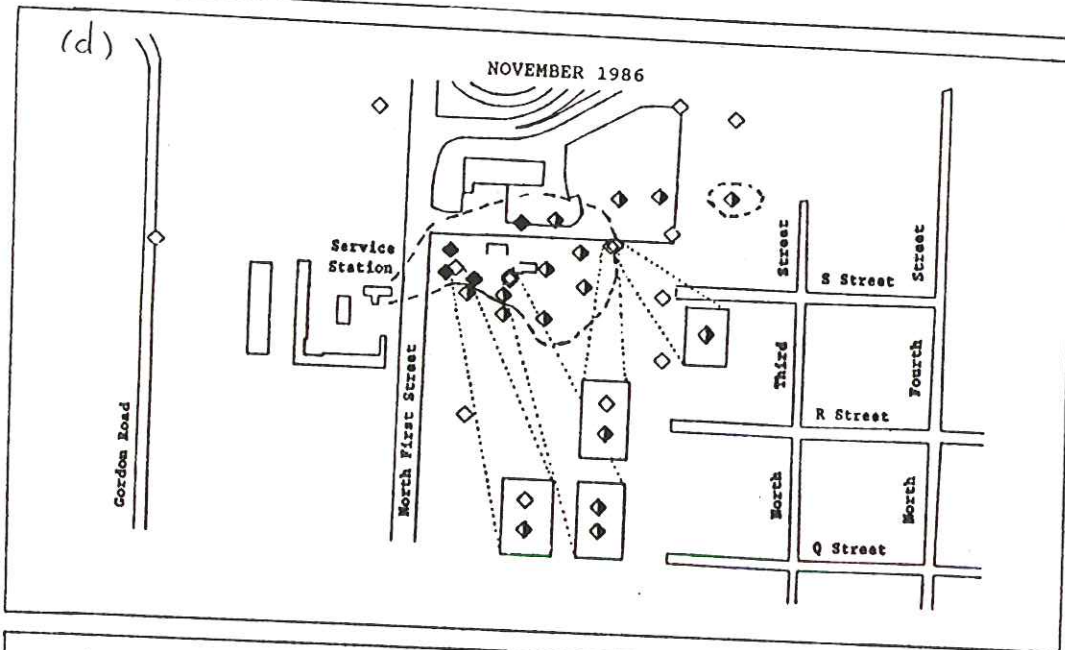 (d)
NOVEMBER 1986
Service
Station
Gordon Road
North First Street
Street
Third
North
Street
Fourth
North
S Street
R Street
Q Street